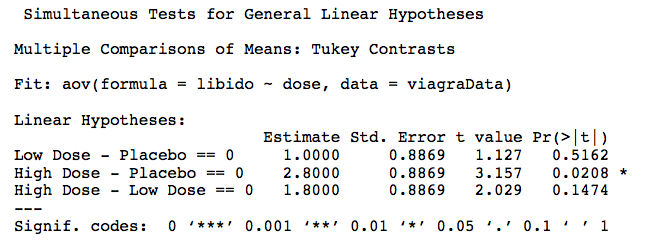 Simultaneous Tests for General Linear Hypotheses
Multiple Comparisons of Means: Tukey Contrasts
Fit: aov(formula = libido ~ dose, data = viagraData)
Linear Hypotheses:
Estimate Std. Error t value Pr(>|t|)
Low Dose - Placebo == 0 1.0000 0.8869 1.127 0.5162
High Dose - Placebo == 0 2.8000 0.8869 3.157 0.0208 *
High Dose - Low Dose == 0 1.8000 0.8869 2.029 0.1474
---
Signif. codes: 0 ‘***’ 0.001 ‘**’ 0.01 ‘*’ 0.05 ‘.’ 0.1 ‘ ’ 1